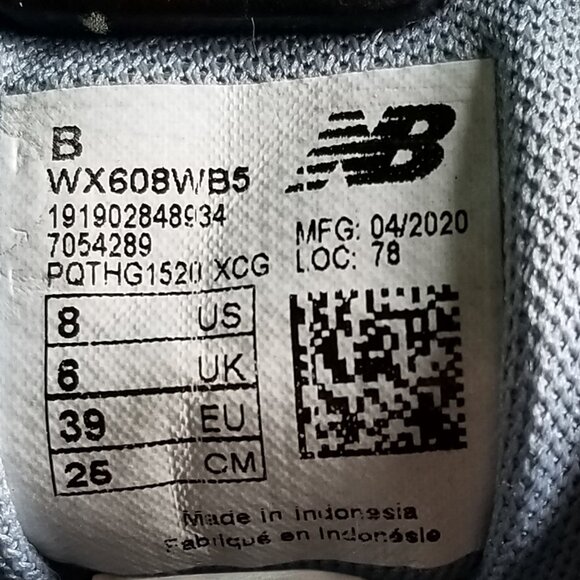 B
NB
WX608WB5
191902848934
7054289
PQTHG1520 XCG
MFG: 04/2020
LOC: 78
8 US
6 UK
39 EU
25 CM
Made in Indonesia
Fabriqué en Indonésie